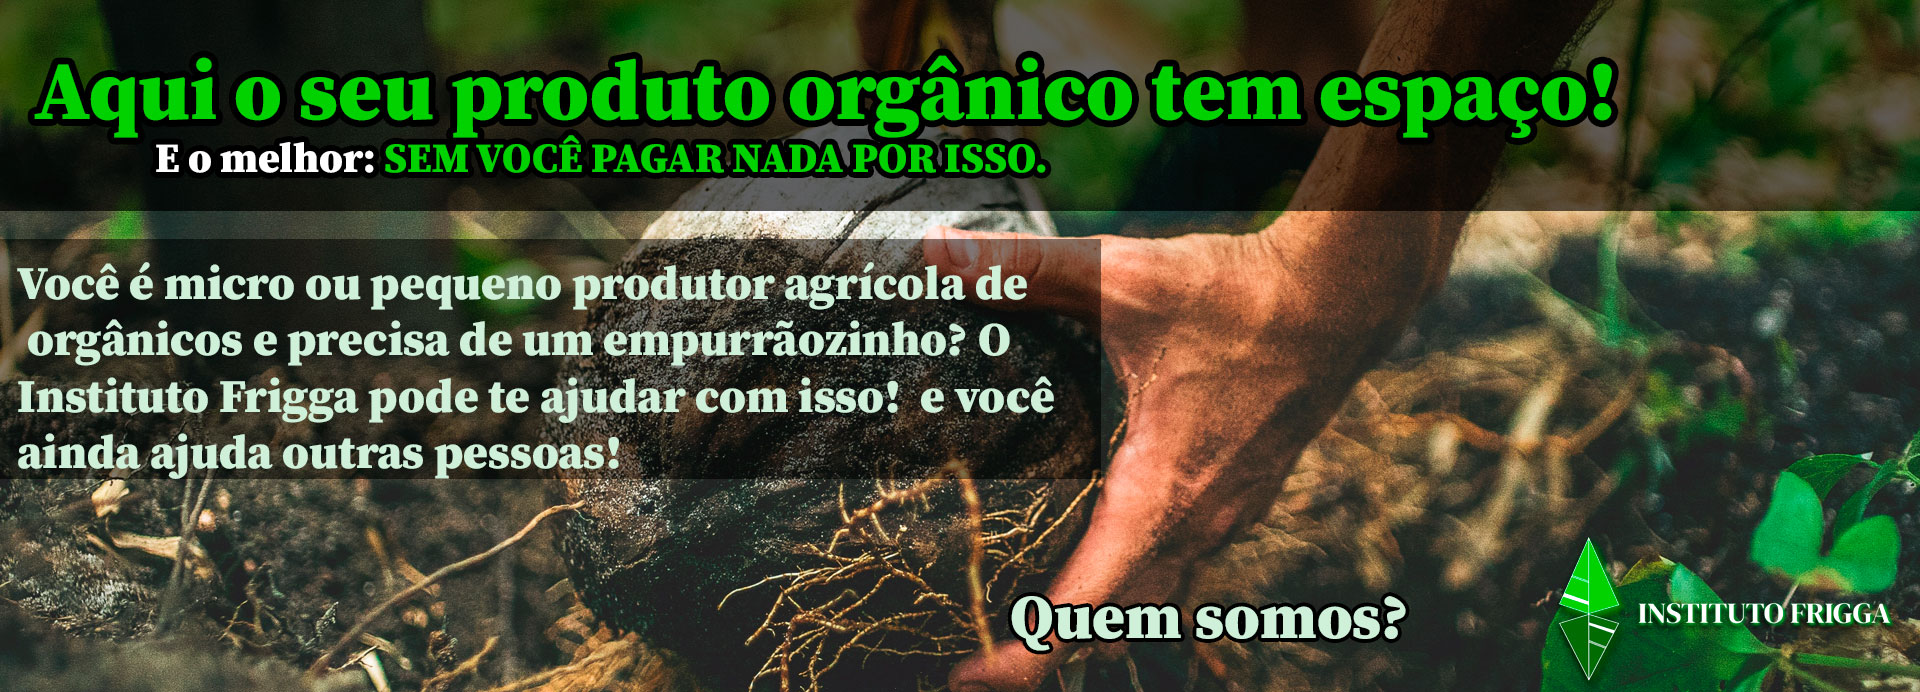 Aqui o seu produto orgânico tem espaço!
E o melhor: SEM VOCÊ PAGAR NADA POR ISSO.
Você é micro ou pequeno produtor agrícola de
orgânicos e precisa de um empurrãozinho? O
Instituto Frigga pode te ajudar com isso!  e você
ainda ajuda outras pessoas!
Quem somos?
INSTITUTO FRIGGA